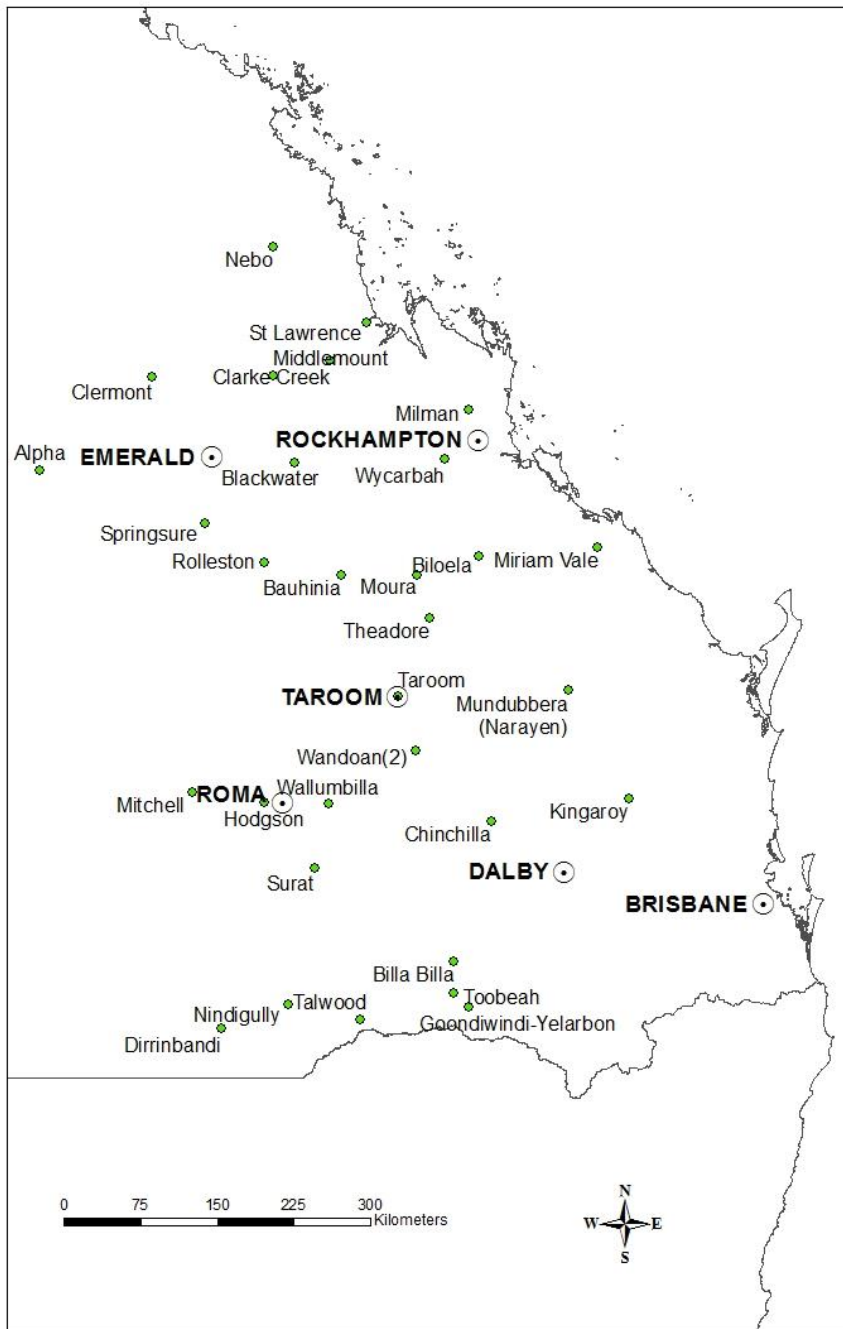 Nebo
St Lawrence
Middlemount
Clarke Creek
Clermont
Milman
ROCKHAMPTON
Alpha
EMERALD
Blackwater
Wycarbah
Springsure
Rolleston
Bauhinia
Moura
Biloela
Miriam Vale
Theadore
Taroom
TAROOM
Mundubbera
(Narayen)
Wandoan(2)
Mitchell
ROMA
Wallumbilla
Hodgson
Chinchilla
Kingaroy
Surat
DALBY
BRISBANE
Billa Billa
Toobeah
Goondiwindi-Yelarbon
Nindigully
Talwood
Dirrinbandi
0 75 150 225 300
Kilometers
N
W E
S